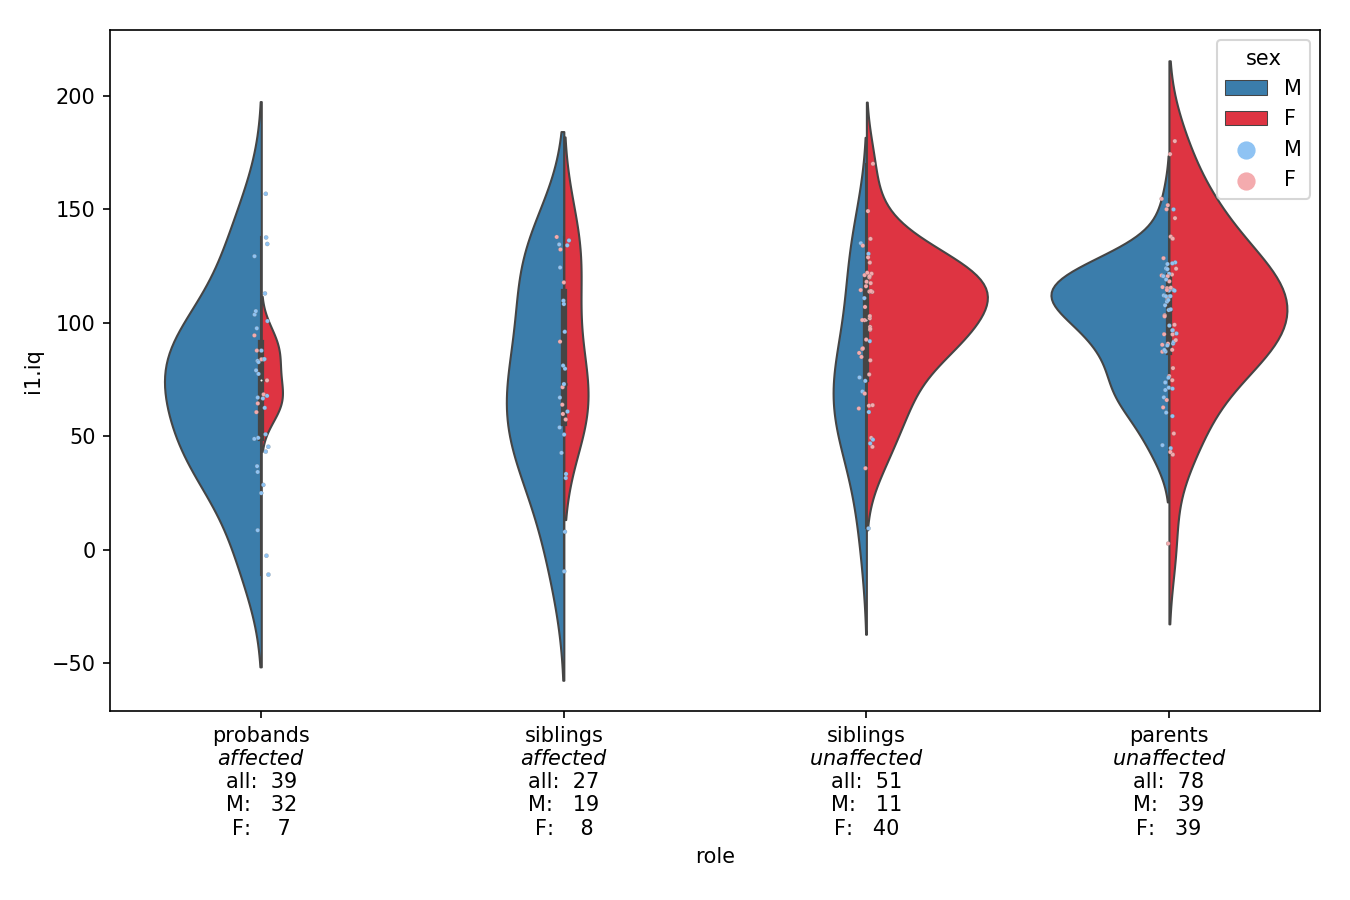 sex
M
F
M
F
200
150
100
50
0
−50
i1.iq
probands
affected
all: 39
M: 32
F: 7
siblings
affected
all: 27
M: 19
F: 8
siblings
unaffected
all: 51
M: 11
F: 40
parents
unaffected
all: 78
M: 39
F: 39
role